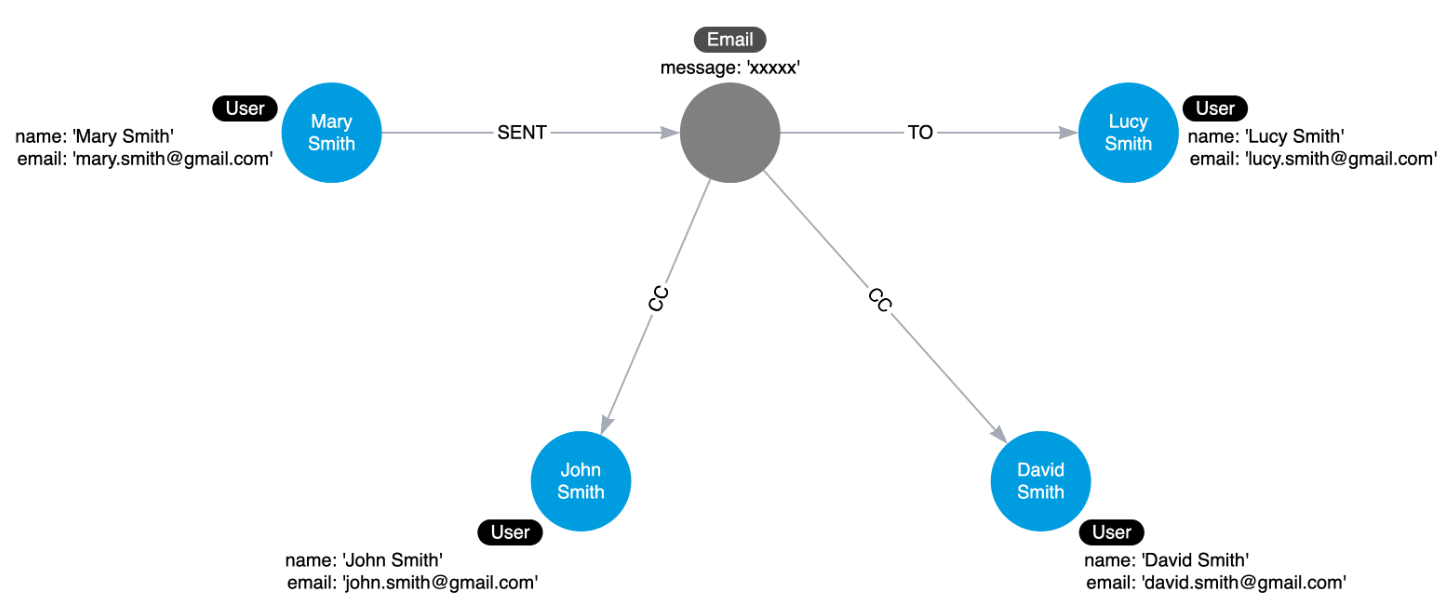 Email
message: 'xxxxx'
User
name: 'Mary Smith'
email: 'mary.smith@gmail.com'
Mary
Smith
SENT
TO
Lucy
Smith
User
name: 'Lucy Smith'
email: 'lucy.smith@gmail.com'
CC
CC
John
Smith
User
name: 'John Smith'
email: 'john.smith@gmail.com'
David
Smith
User
name: 'David Smith'
email: 'david.smith@gmail.com'